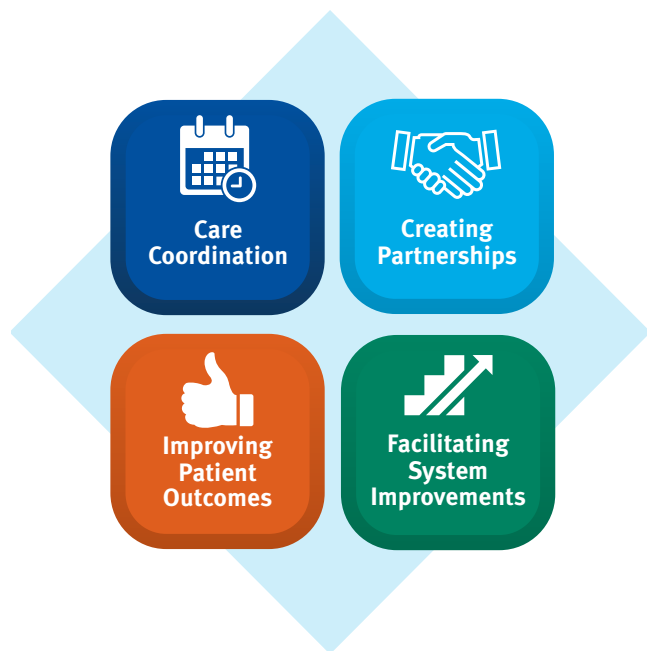 Care
Coordination
Creating
Partnerships
Improving
Patient
Outcomes
Facilitating
System
Improvements